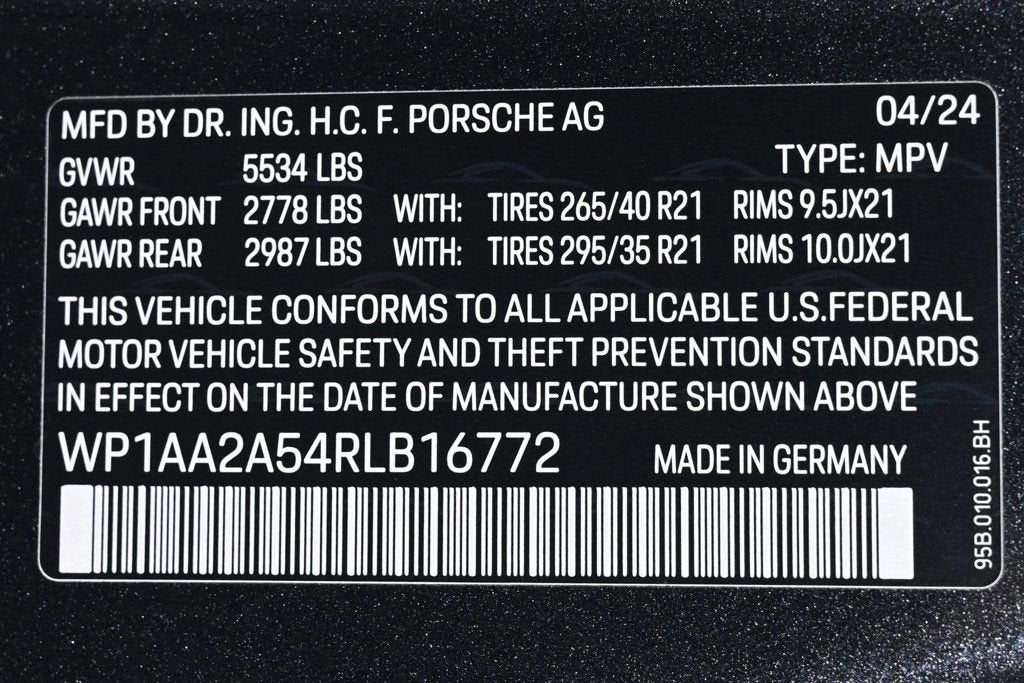 MFD BY DR. ING. H.C. F. PORSCHE AG 04/24
GVWR 5534 LBS TYPE: MPV
GAWR FRONT 2778 LBS WITH: TIRES 265/40 R21 RIMS 9.5JX21
GAWR REAR 2987 LBS WITH: TIRES 295/35 R21 RIMS 10.0JX21
THIS VEHICLE CONFORMS TO ALL APPLICABLE U.S.FEDERAL
MOTOR VEHICLE SAFETY AND THEFT PREVENTION STANDARDS
IN EFFECT ON THE DATE OF MANUFACTURE SHOWN ABOVE
WP1AA2A54RLB16772 MADE IN GERMANY
95B.010.016.BH